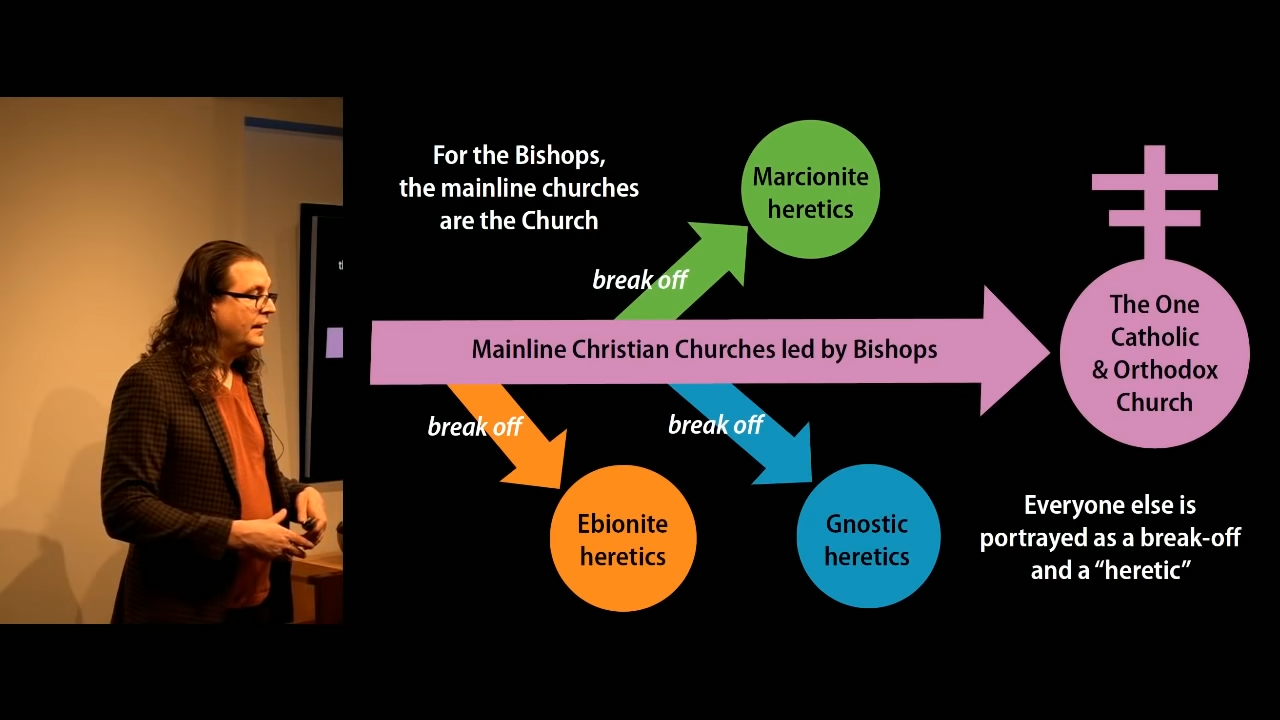 For the Bishops,
the mainline churches
are the Church
Marcionite
heretics
break off
Mainline Christian Churches led by Bishops
The One
Catholic
& Orthodox
Church
break off
break off
Ebionite
heretics
Gnostic
heretics
Everyone else is
portrayed as a break-off
and a “heretic”